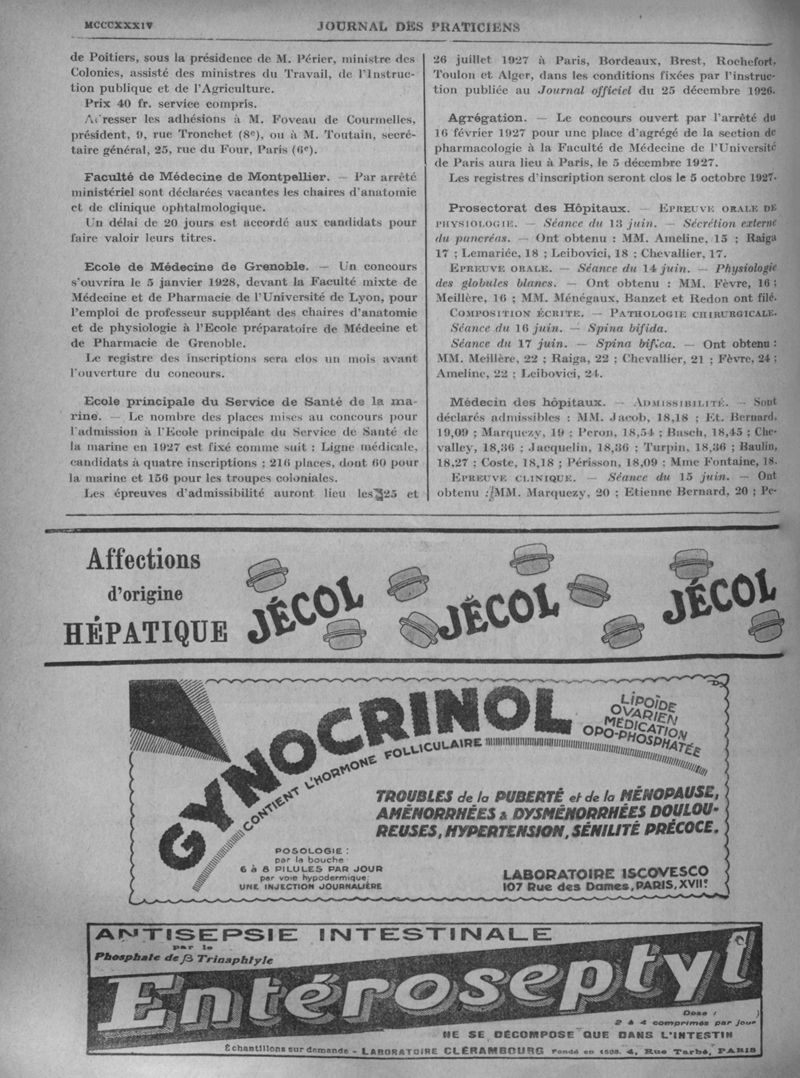 MCCCXXXIV
JOURNAL DES PRATICIENS
de Poitiers, sous la présidence de M. Périer, ministre des
Colonies, assisté des ministres du Travail, de l'Instruc-
tion publique et de l'Agriculture.
Prix 40 fr. service compris.
Adresser les adhésions à M. Foveau de Courmelles,
président, 9, rue Tronchet (8e), ou à M. Toutain, secré-
taire général, 25, rue du Four, Paris (6e).
Faculté de Médecine de Montpellier. — Par arrêté
ministériel sont déclarées vacantes les chaires d'anatomie
et de clinique ophtalmologique.
Un délai de 20 jours est accordé aux candidats pour
faire valoir leurs titres.
Ecole de Médecine de Grenoble. — Un concours
s'ouvrira le 5 janvier 1928, devant la Faculté mixte de
Médecine et de Pharmacie de l'Université de Lyon, pour
l'emploi de professeur suppléant des chaires d'anatomie
et de physiologie à l'Ecole préparatoire de Médecine et
de Pharmacie de Grenoble.
Le registre des inscriptions sera clos un mois avant
l'ouverture du concours.
Ecole principale du Service de Santé de la ma-
rine. — Le nombre des places mises au concours pour
l'admission à l'Ecole principale du Service de Santé de
la marine en 1927 est fixé comme suit : Ligne médicale,
candidats à quatre inscriptions ; 216 places, dont 60 pour
la marine et 156 pour les troupes coloniales.
Les épreuves d'admissibilité auront lieu les 25 et
26 juillet 1927 à Paris, Bordeaux, Brest, Rochefort,
Toulon et Alger, dans les conditions fixées par l'instruc-
tion publiée au Journal officiel du 25 décembre 1926.
Agrégation. — Le concours ouvert par l'arrêté du
16 février 1927 pour une place d'agrégé de la section de
pharmacologie à la Faculté de Médecine de l'Université
de Paris aura lieu à Paris, le 5 décembre 1927.
Les registres d'inscription seront clos le 5 octobre 1927.
Prosectorat des Hôpitaux. — EPREUVE ORALE DE
PHYSIOLOGIE. — Séance du 13 juin. — Sécrétion externe
du pancréas. — Ont obtenu : MM. Ameline, 15 ; Raiga
17 ; Lemariée, 18 ; Leibovici, 18 ; Chevallier, 17.
EPREUVE ORALE. — Séance du 14 juin. — Physiologie
des globules blancs. — Ont obtenu : MM. Fèvre, 16 ;
Meillère, 16 ; MM. Ménégaux, Banzet et Redon ont filé.
COMPOSITION ÉCRITE. — PATHOLOGIE CHIRURGICALE.
Séance du 16 juin. — Spina bifida.
Séance du 17 juin. — Spina bifica. — Ont obtenu :
MM. Meillère, 22 ; Raiga, 22 ; Chevallier, 21 ; Fèvre, 24 ;
Ameline, 22 ; Leibovici, 24.
Médecin des hôpitaux. — ADMISSIBILITÉ. — Sont
déclarés admissibles : MM. Jacob, 18,18 ; Et. Bernard,
19,09 ; Marquezy, 19 ; Peron, 18,54 ; Basch, 18,45 ; Che-
valley, 18,36 ; Jacquelin, 18,36 ; Turpin, 18,36 ; Baulin,
18.27 ; Coste, 18,18 ; Périsson, 18,09 ; Mme Fontaine, 18.
EPREUVE CLINIQUE. — Séance du 15 juin. — Ont
obtenu : MM. Marquezy, 20 ; Etienne Bernard, 20 ; Pe-
Affections
d'origine
HÉPATIQUE
JÉCOL
JÉCOL
JÉCOL
GYNOCRINOL
CONTIENT L'HORMONE FOLLICULAIRE
LIPOÏDE
OVARIEN
MÉDICATION
OPO-PHOSPHATÉE
TROUBLES de la PUBERTÉ et de la MÉNOPAUSE,
AMÉNORRHÉES & DYSMÉNORRHÉES DOULOU-
REUSES, HYPERTENSION, SÉNILITÉ PRÉCOCE.
POSOLOGIE :
par la bouche
6 à 8 PILULES PAR JOUR
par voie hypodermique:
UNE INJECTION JOURNALIÈRE
LABORATOIRE ISCOVESCO
107 Rue des Dames, PARIS, XVIIe
ANTISEPSIE INTESTINALE
par le
Phosphate de β Trinaphtyle
Entéroseptyl
Dose :
2 à 4 comprimés par jour
NE SE DÉCOMPOSE QUE DANS L'INTESTIN
Échantillons sur demande - LABORATOIRE CLÉRAMBOURG Fondé en 1898. 4, Rue Tarbé, PARIS